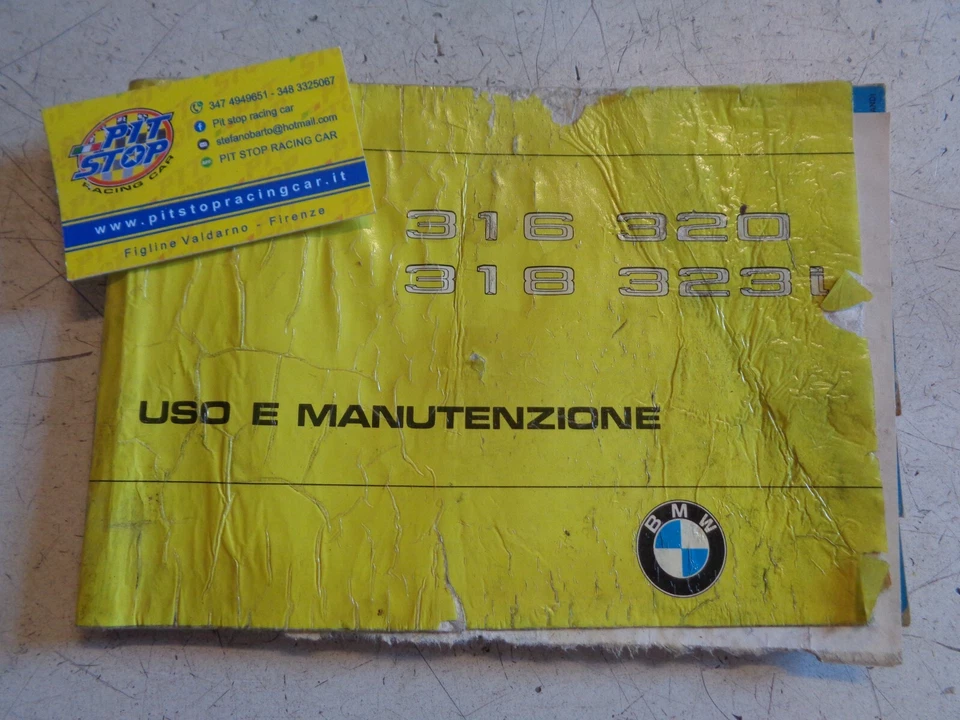 PIT
STOP
RACING CAR
347 4949651 - 348 3325067
Pit stop racing car
stefanobarto@hotmail.com
PIT STOP RACING CAR
www.pitstopracingcar.it
Figline Valdarno - Firenze
316 320
318 323i
USO E MANUTENZIONE
BMW